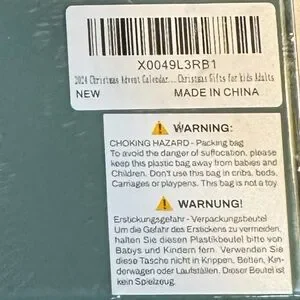 X0049L3RB1
2024 Christmas Advent Calendar...Christmas Gifts for kids Adults
NEW MADE IN CHINA
WARNING:
CHOKING HAZARD - Packing bag
To avoid the danger of suffocation, please
keep this plastic bag away from babies and
Children. Don't use this bag in cribs, beds,
Carriages or playpens. This bag is not a toy.
WARNUNG!
Erstickungsgefahr - Verpackungsbeutel
Um die Gefahr des Erstickens zu vermeiden,
halten Sie diesen Plastikbeutel bitte von
Babys und Kindern fern. Verwenden Sie
diese Tasche nicht in Krippen, Betten, Kin-
derwagen oder Laufställen. Dieser Beutel ist
kein Spielzeug.